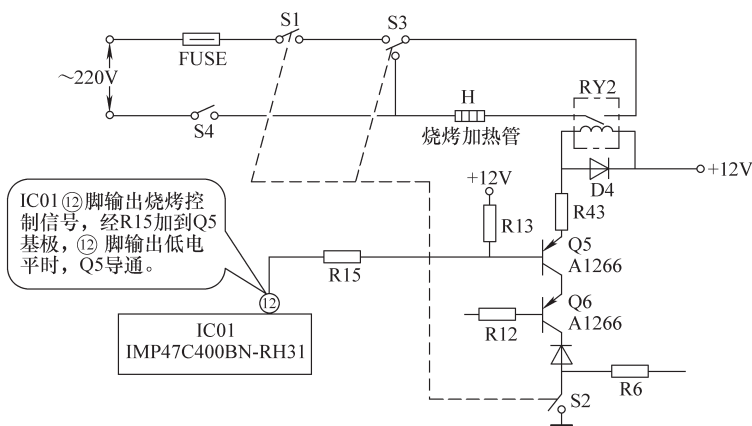 S1
S3
FUSE
～220V
S4
H
烧烤加热管
RY2
+12V
D4
IC01⑫脚输出烧烤控
制信号，经R15加到Q5
基极，⑫脚输出低电
平时，Q5导通。
+12V
R13
R43
R15
Q5
A1266
⑫
Q6
A1266
R12
IC01
IMP47C400BN-RH31
R6
S2